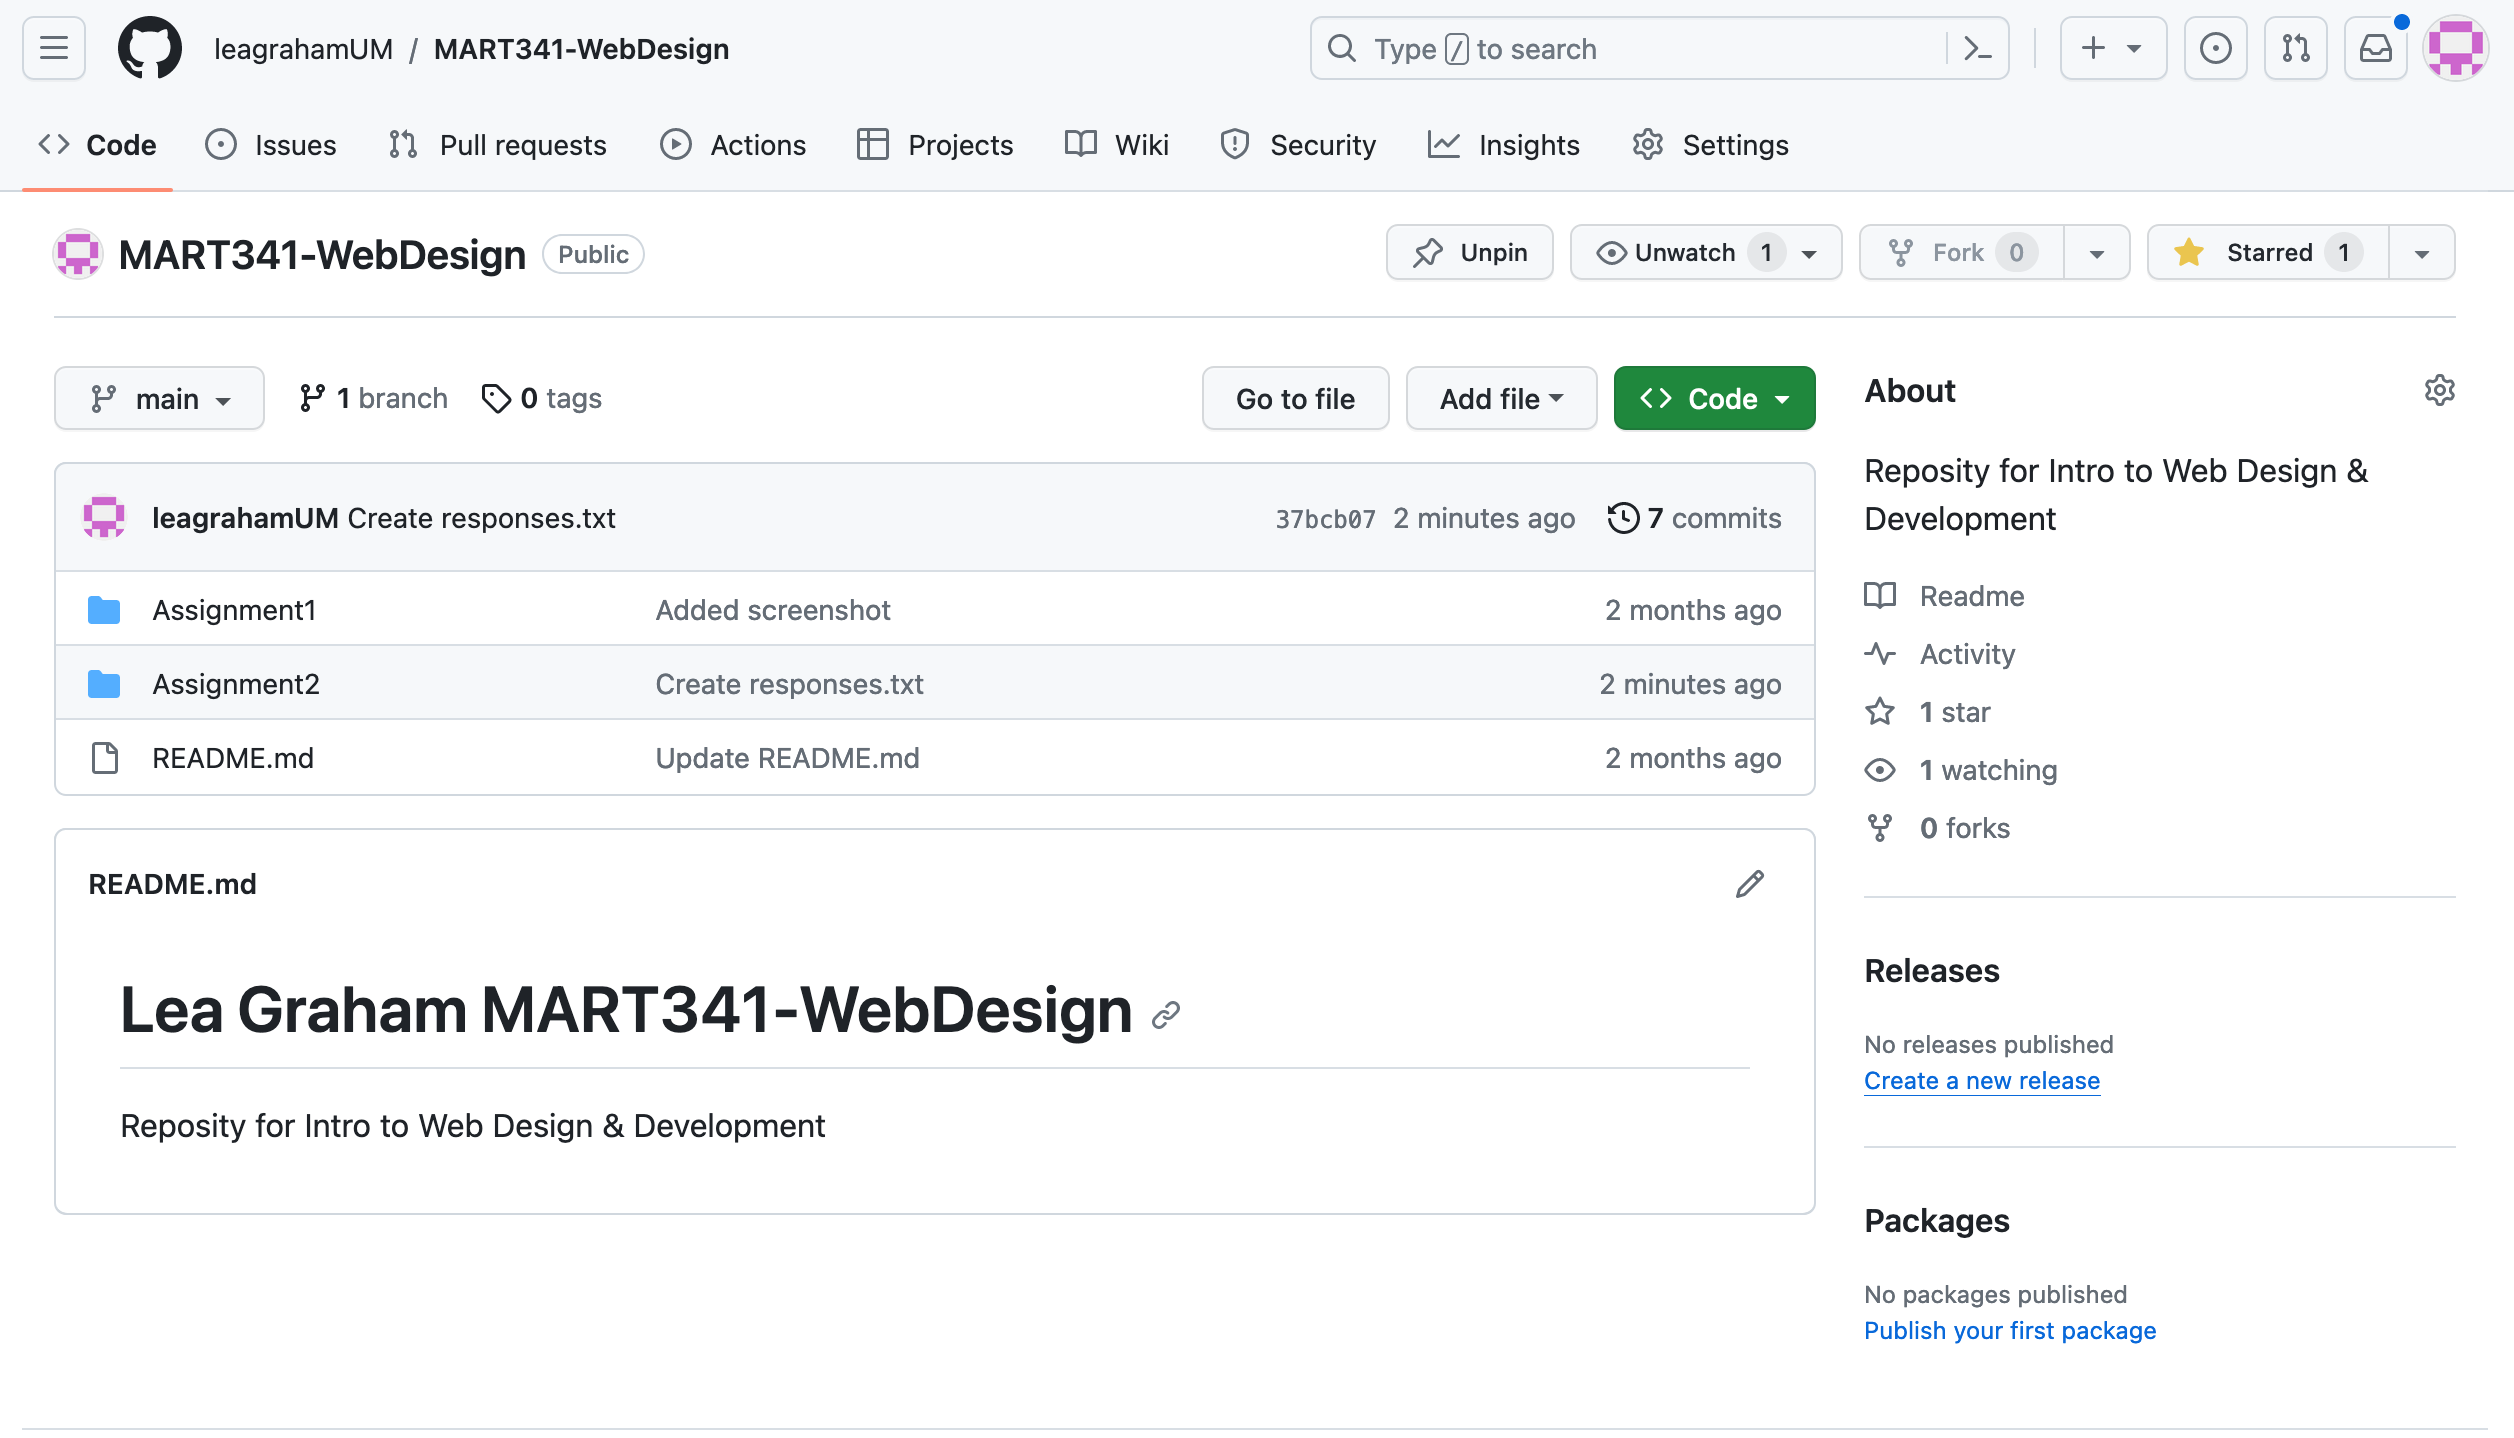 leagrahamUM / MART341-WebDesign
Type / to search
Code Issues Pull requests Actions Projects Wiki Security Insights Settings
MART341-WebDesign Public
Unpin Unwatch 1 Fork 0 Starred 1
main 1 branch 0 tags Go to file Add file Code
leagrahamUM Create responses.txt 37bcb07 2 minutes ago 7 commits
Assignment1 Added screenshot 2 months ago
Assignment2 Create responses.txt 2 minutes ago
README.md Update README.md 2 months ago
README.md
Lea Graham MART341-WebDesign
Reposity for Intro to Web Design & Development
About
Reposity for Intro to Web Design &
Development
Readme
Activity
1 star
1 watching
0 forks
Releases
No releases published
Create a new release
Packages
No packages published
Publish your first package